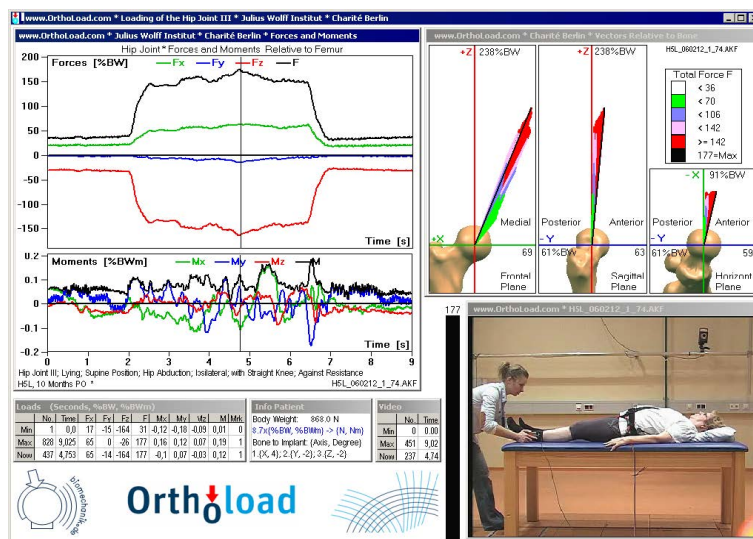 www.OrthoLoad.com * Loading of the Hip Joint III * Julius Wolff Institut * Charité Berlin
www.OrthoLoad.com * Julius Wolff Institut * Charité Berlin * Forces and Moments
Hip Joint * Forces and Moments Relative to Femur
200
Forces [%BW]
Fx
Fy
Fz
F
150
100
50
0
-50
-100
-150
Time [s]
0.2
Moments [%BWm]
Mx
My
Mz
M
0.1
0
-0.1
-0.2
Time [s]
0 1 2 3 4 5 6 7 8 9
Hip Joint III; Lying; Supine Position; Hip Abduction; Isilateral; with Straight Knee; Against Resistance
H5L, 10 Months PO *
H5L_060212_1_74.AKF
www.OrthoLoad.com * Charité Berlin * Vectors Relative to Bone
+Z 238%BW
+Z 238%BW
H5L_060212_1_74.AKF
Total Force F
< 36
< 70
< 106
< 142
>= 142
177=Max
-X 91%BW
Medial
Posterior
Anterior
Posterior
Anterior
+X
69
-Y
61%BW
63
-Y
61%BW
59
Frontal
Plane
Sagittal
Plane
Horizont
Plane
177
www.OrthoLoad.com * H5L_060212_1_74.AKF
Loads (Seconds, %BW, %BWm)
No. Time Fx Fy Fz F Mx My Mz M Mrk
Min 1 0,0 17 -15 -164 31 -0,12 -0,18 -0,09 0,01 0
Max 828 9,025 65 0 -26 177 0,16 0,12 0,07 0,19 1
Now 437 4,753 65 -14 -164 177 -0,1 0,07 -0,03 0,12 1
Info Patient
Body Weight: 868.0 N
8.7x(%BW, %BWm) -> (N, Nm)
Bone to Implant: (Axis, Degree)
1.(X, 4); 2.(Y, -2); 3.(Z, -2)
Video
No. Time
Min 0 0.00
Max 451 9,02
Now 237 4,74
biomechanik.de
Orthoload